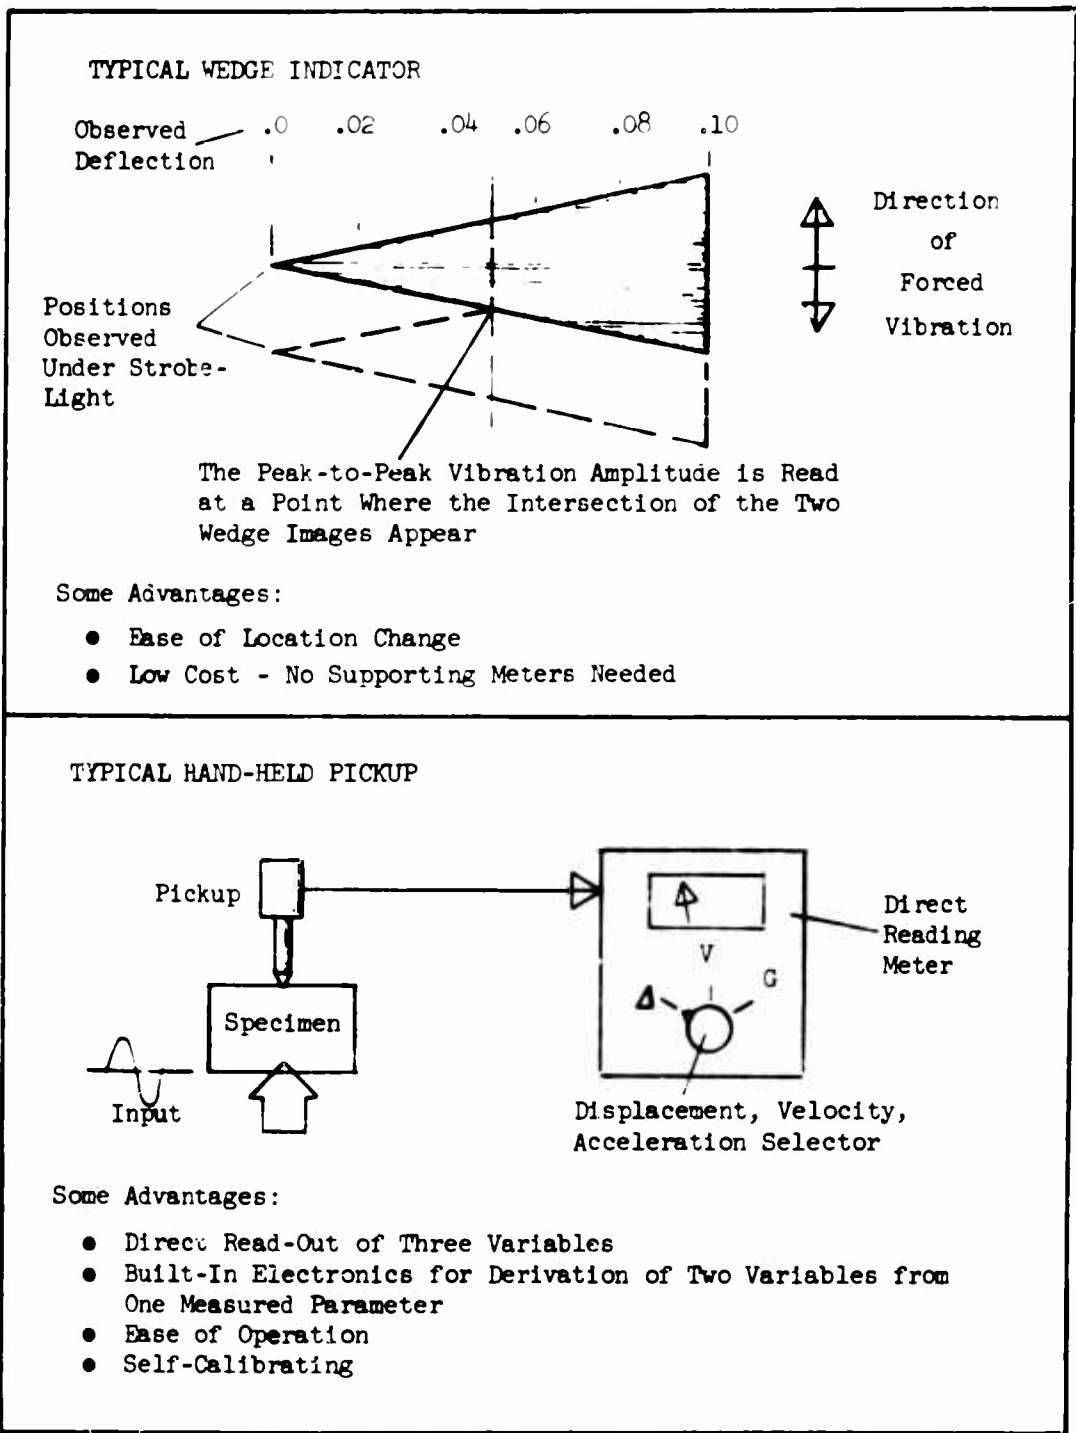 TYPICAL WEDGE INDICATOR
Observed
Deflection
.0 .02 .04 .06 .08 .10
Direction
of
Forced
Vibration
Positions
Observed
Under Strobe-
Light
The Peak-to-Peak Vibration Amplitude is Read
at a Point Where the Intersection of the Two
Wedge Images Appear
Some Advantages:
● Ease of Location Change
● Low Cost - No Supporting Meters Needed
TYPICAL HAND-HELD PICKUP
Pickup
Specimen
Input
V
G
Δ
Direct
Reading
Meter
Displacement, Velocity,
Acceleration Selector
Some Advantages:
● Direct Read-Out of Three Variables
● Built-In Electronics for Derivation of Two Variables from
One Measured Parameter
● Ease of Operation
● Self-Calibrating